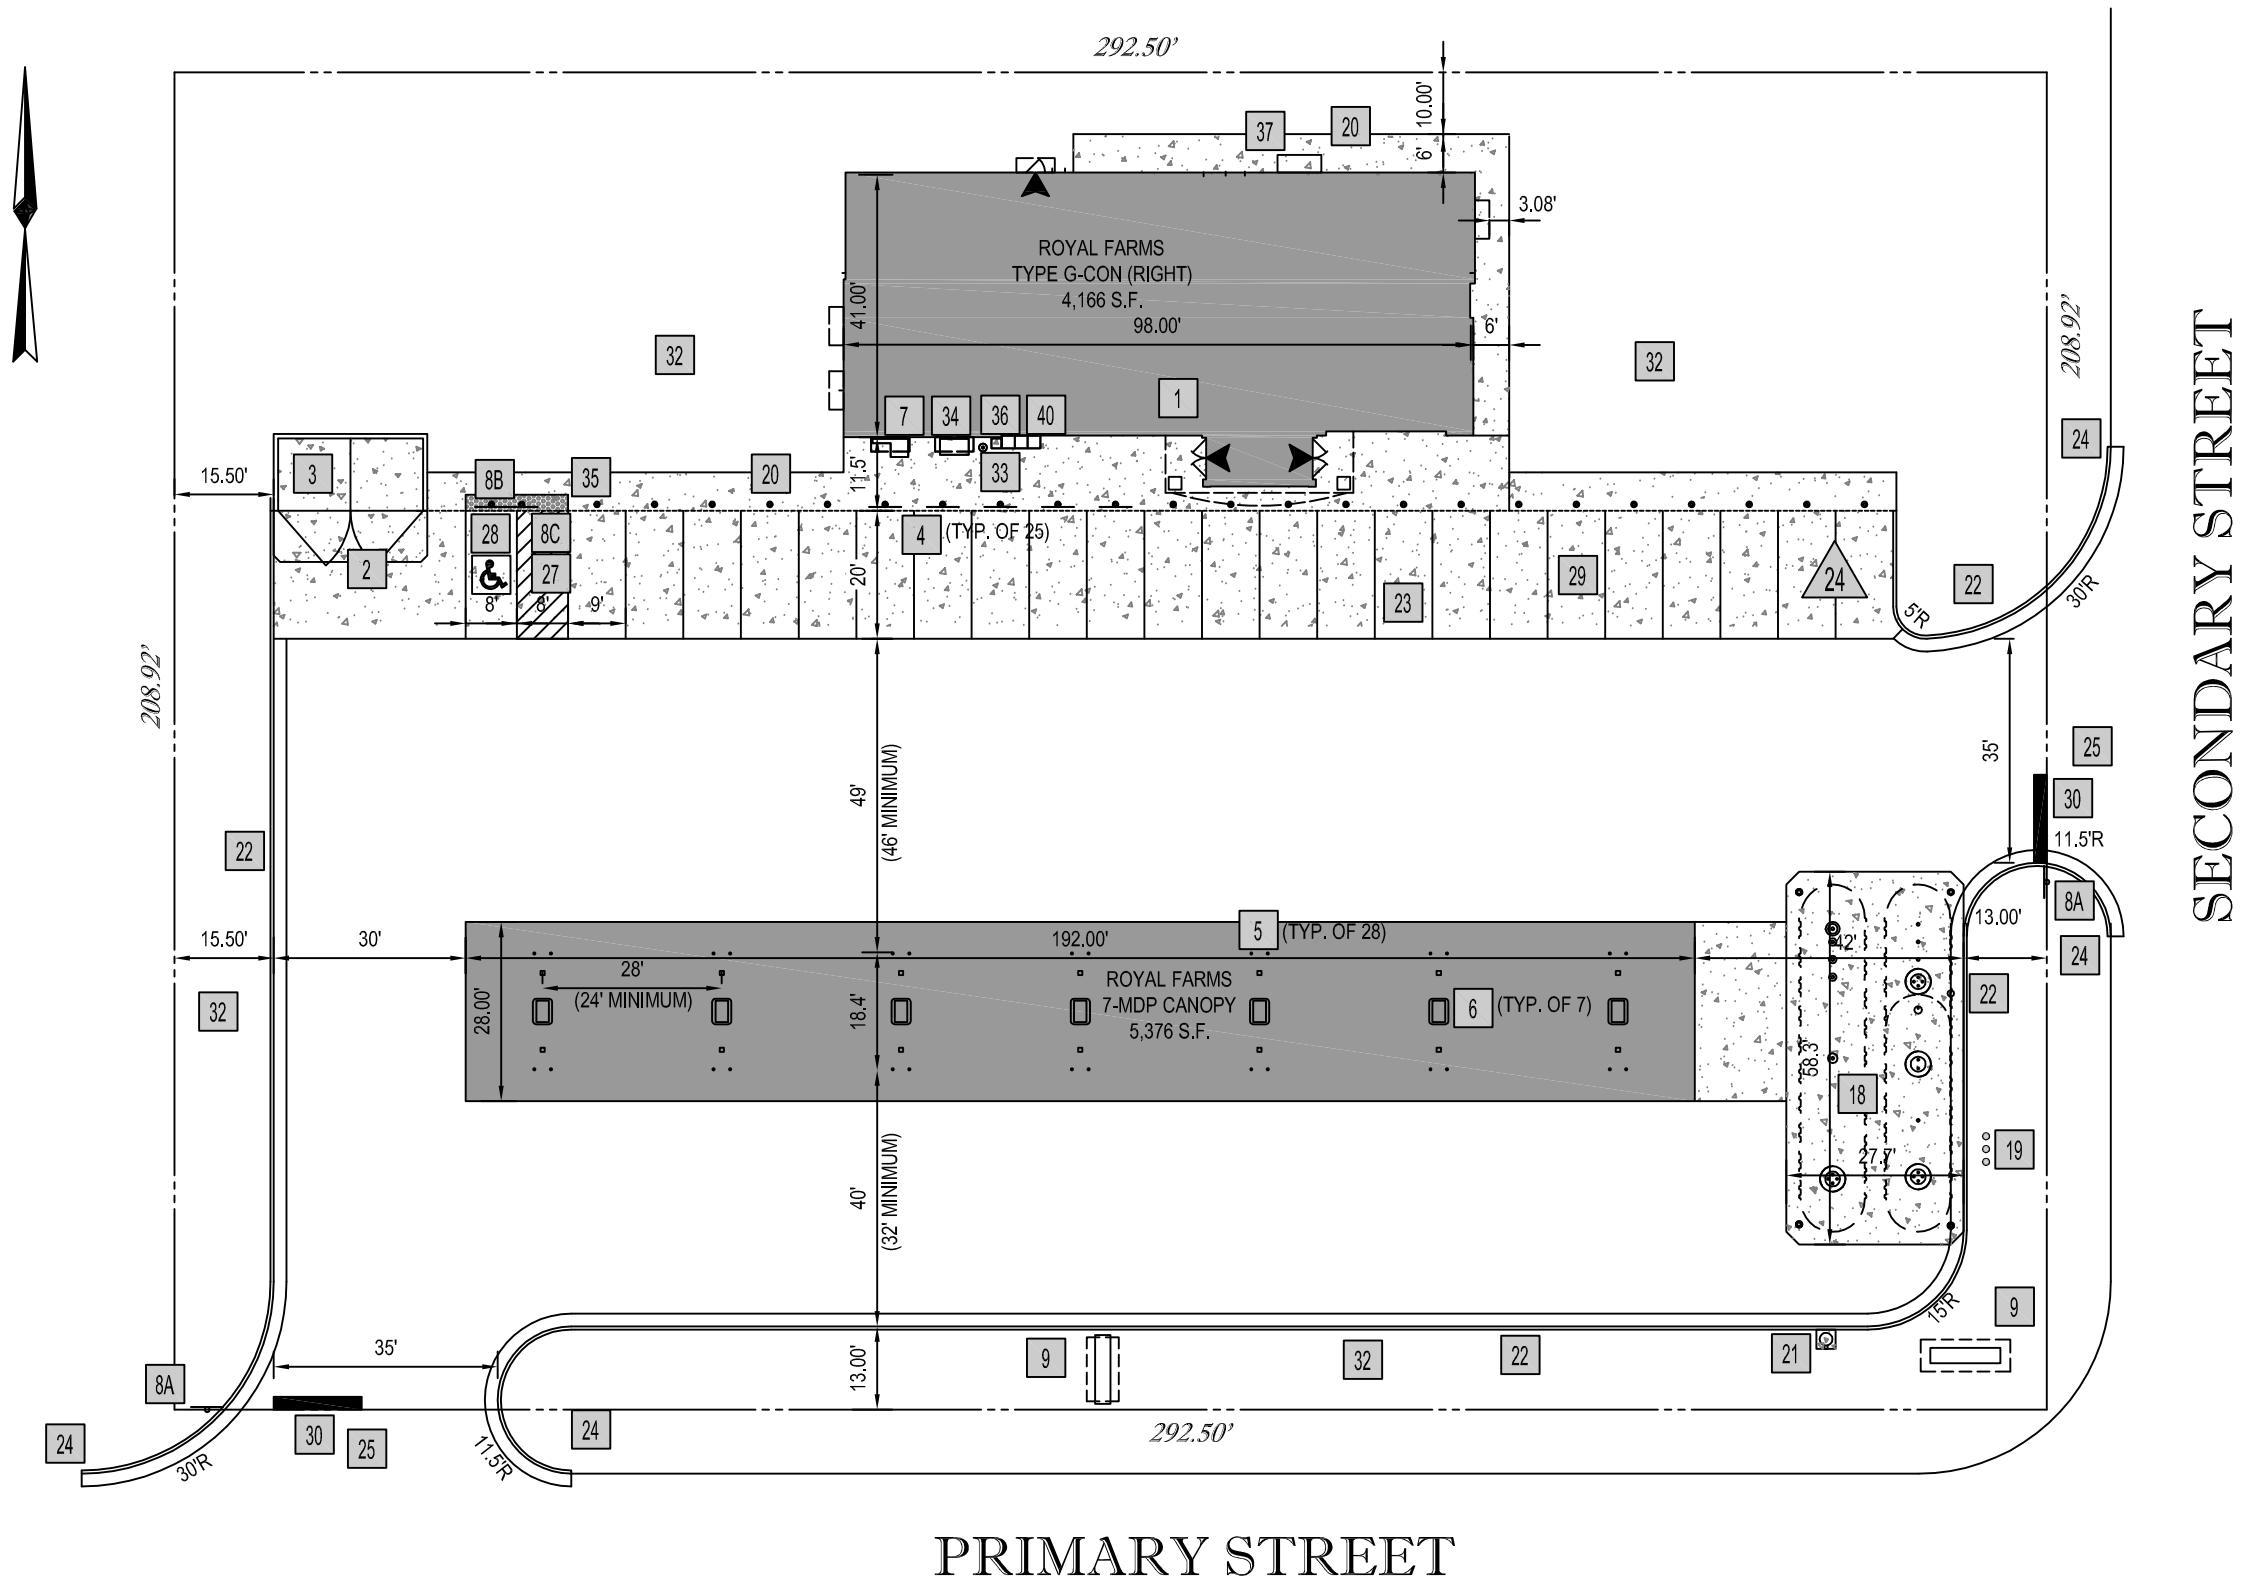 292.50'
10.00'
37
20
6'
3.08'
ROYAL FARMS
TYPE G-CON (RIGHT)
4,166 S.F.
41.00'
98.00'
6'
208.92'
32
32
1
7
34
36
40
24
3
15.50'
8B
35
20
11.5'
33
28
8C
4 (TYP. OF 25)
2
27
20'
29
24
22
23
8'
8'
9'
5'R
30'R
SECONDARY STREET
208.92'
49'
(46' MINIMUM)
35'
25
30
22
11.5'R
8A
15.50'
30'
192.00'
5 (TYP. OF 28)
42'
13.00'
24
28'
(24' MINIMUM)
ROYAL FARMS
7-MDP CANOPY
5,376 S.F.
6 (TYP. OF 7)
28.00'
18.4'
32
22
58.3'
18
27.7'
19
40'
(32' MINIMUM)
15'R
9
35'
13.00'
9
32
22
21
8A
24
30
25
30'R
11.5'R
24
292.50'
PRIMARY STREET